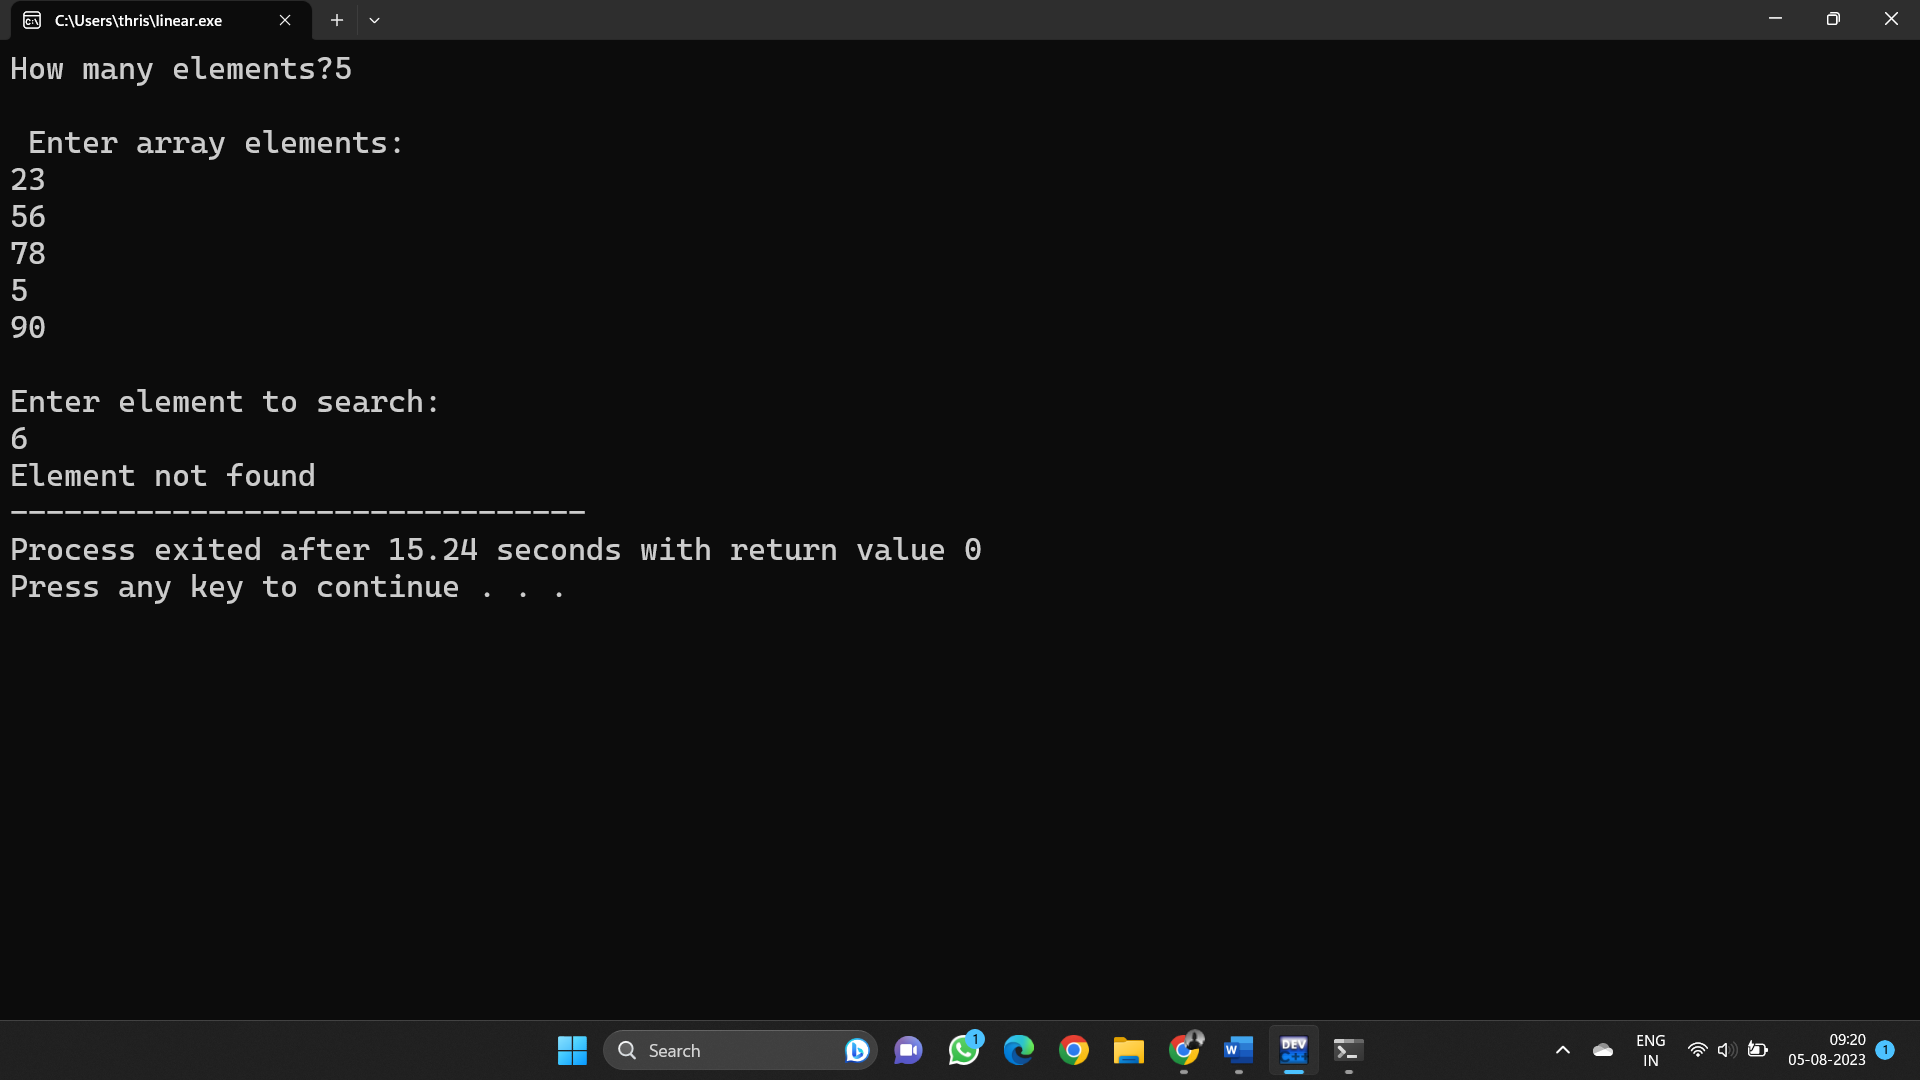 C:\Users\thris\linear.exe
How many elements?5
Enter array elements:
23
56
78
5
90
Enter element to search:
6
Element not found
--------------------------------
Process exited after 15.24 seconds with return value 0
Press any key to continue . . .
Search
1
W
DEV
C++
ENG
IN
09:20
05-08-2023
1